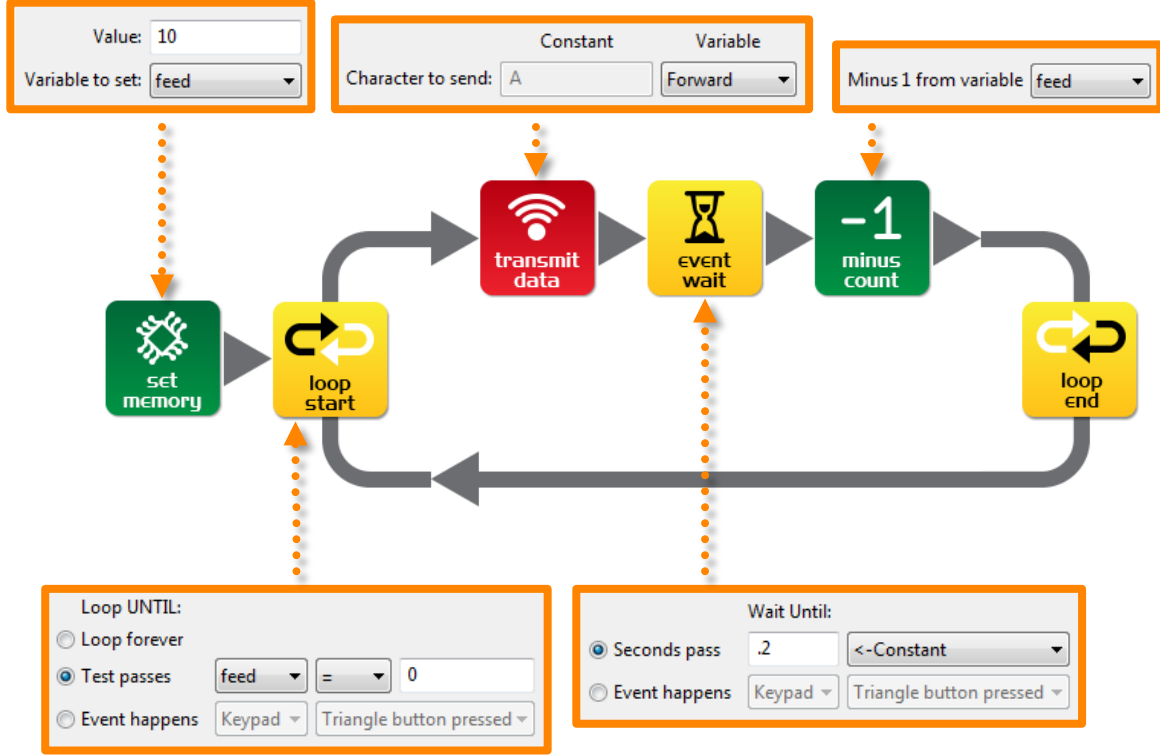 Value: 10
Variable to set: feed
Constant Variable
Character to send: A Forward
Minus 1 from variable feed
set
memory
loop
start
transmit
data
event
wait
-1
minus
count
loop
end
Loop UNTIL:
Loop forever
Test passes feed = 0
Event happens Keypad Triangle button pressed
Wait Until:
Seconds pass .2 <-Constant
Event happens Keypad Triangle button pressed